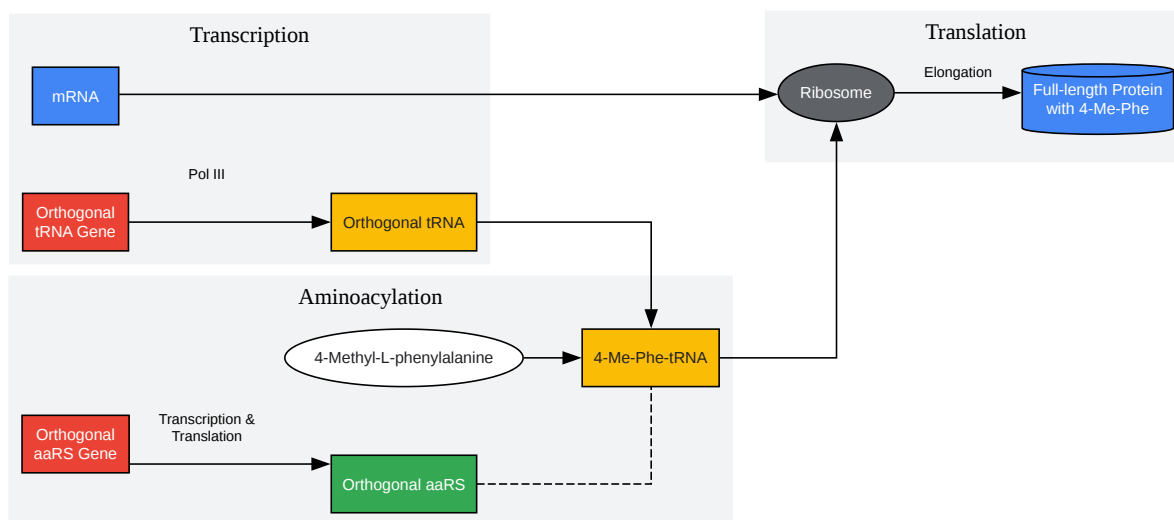 Transcription
Translation
mRNA
Ribosome
Elongation
Full-length Protein
with 4-Me-Phe
Pol III
Orthogonal
tRNA Gene
Orthogonal tRNA
Aminoacylation
4-Methyl-L-phenylalanine
4-Me-Phe-tRNA
Orthogonal
aaRS Gene
Transcription &
Translation
Orthogonal aaRS